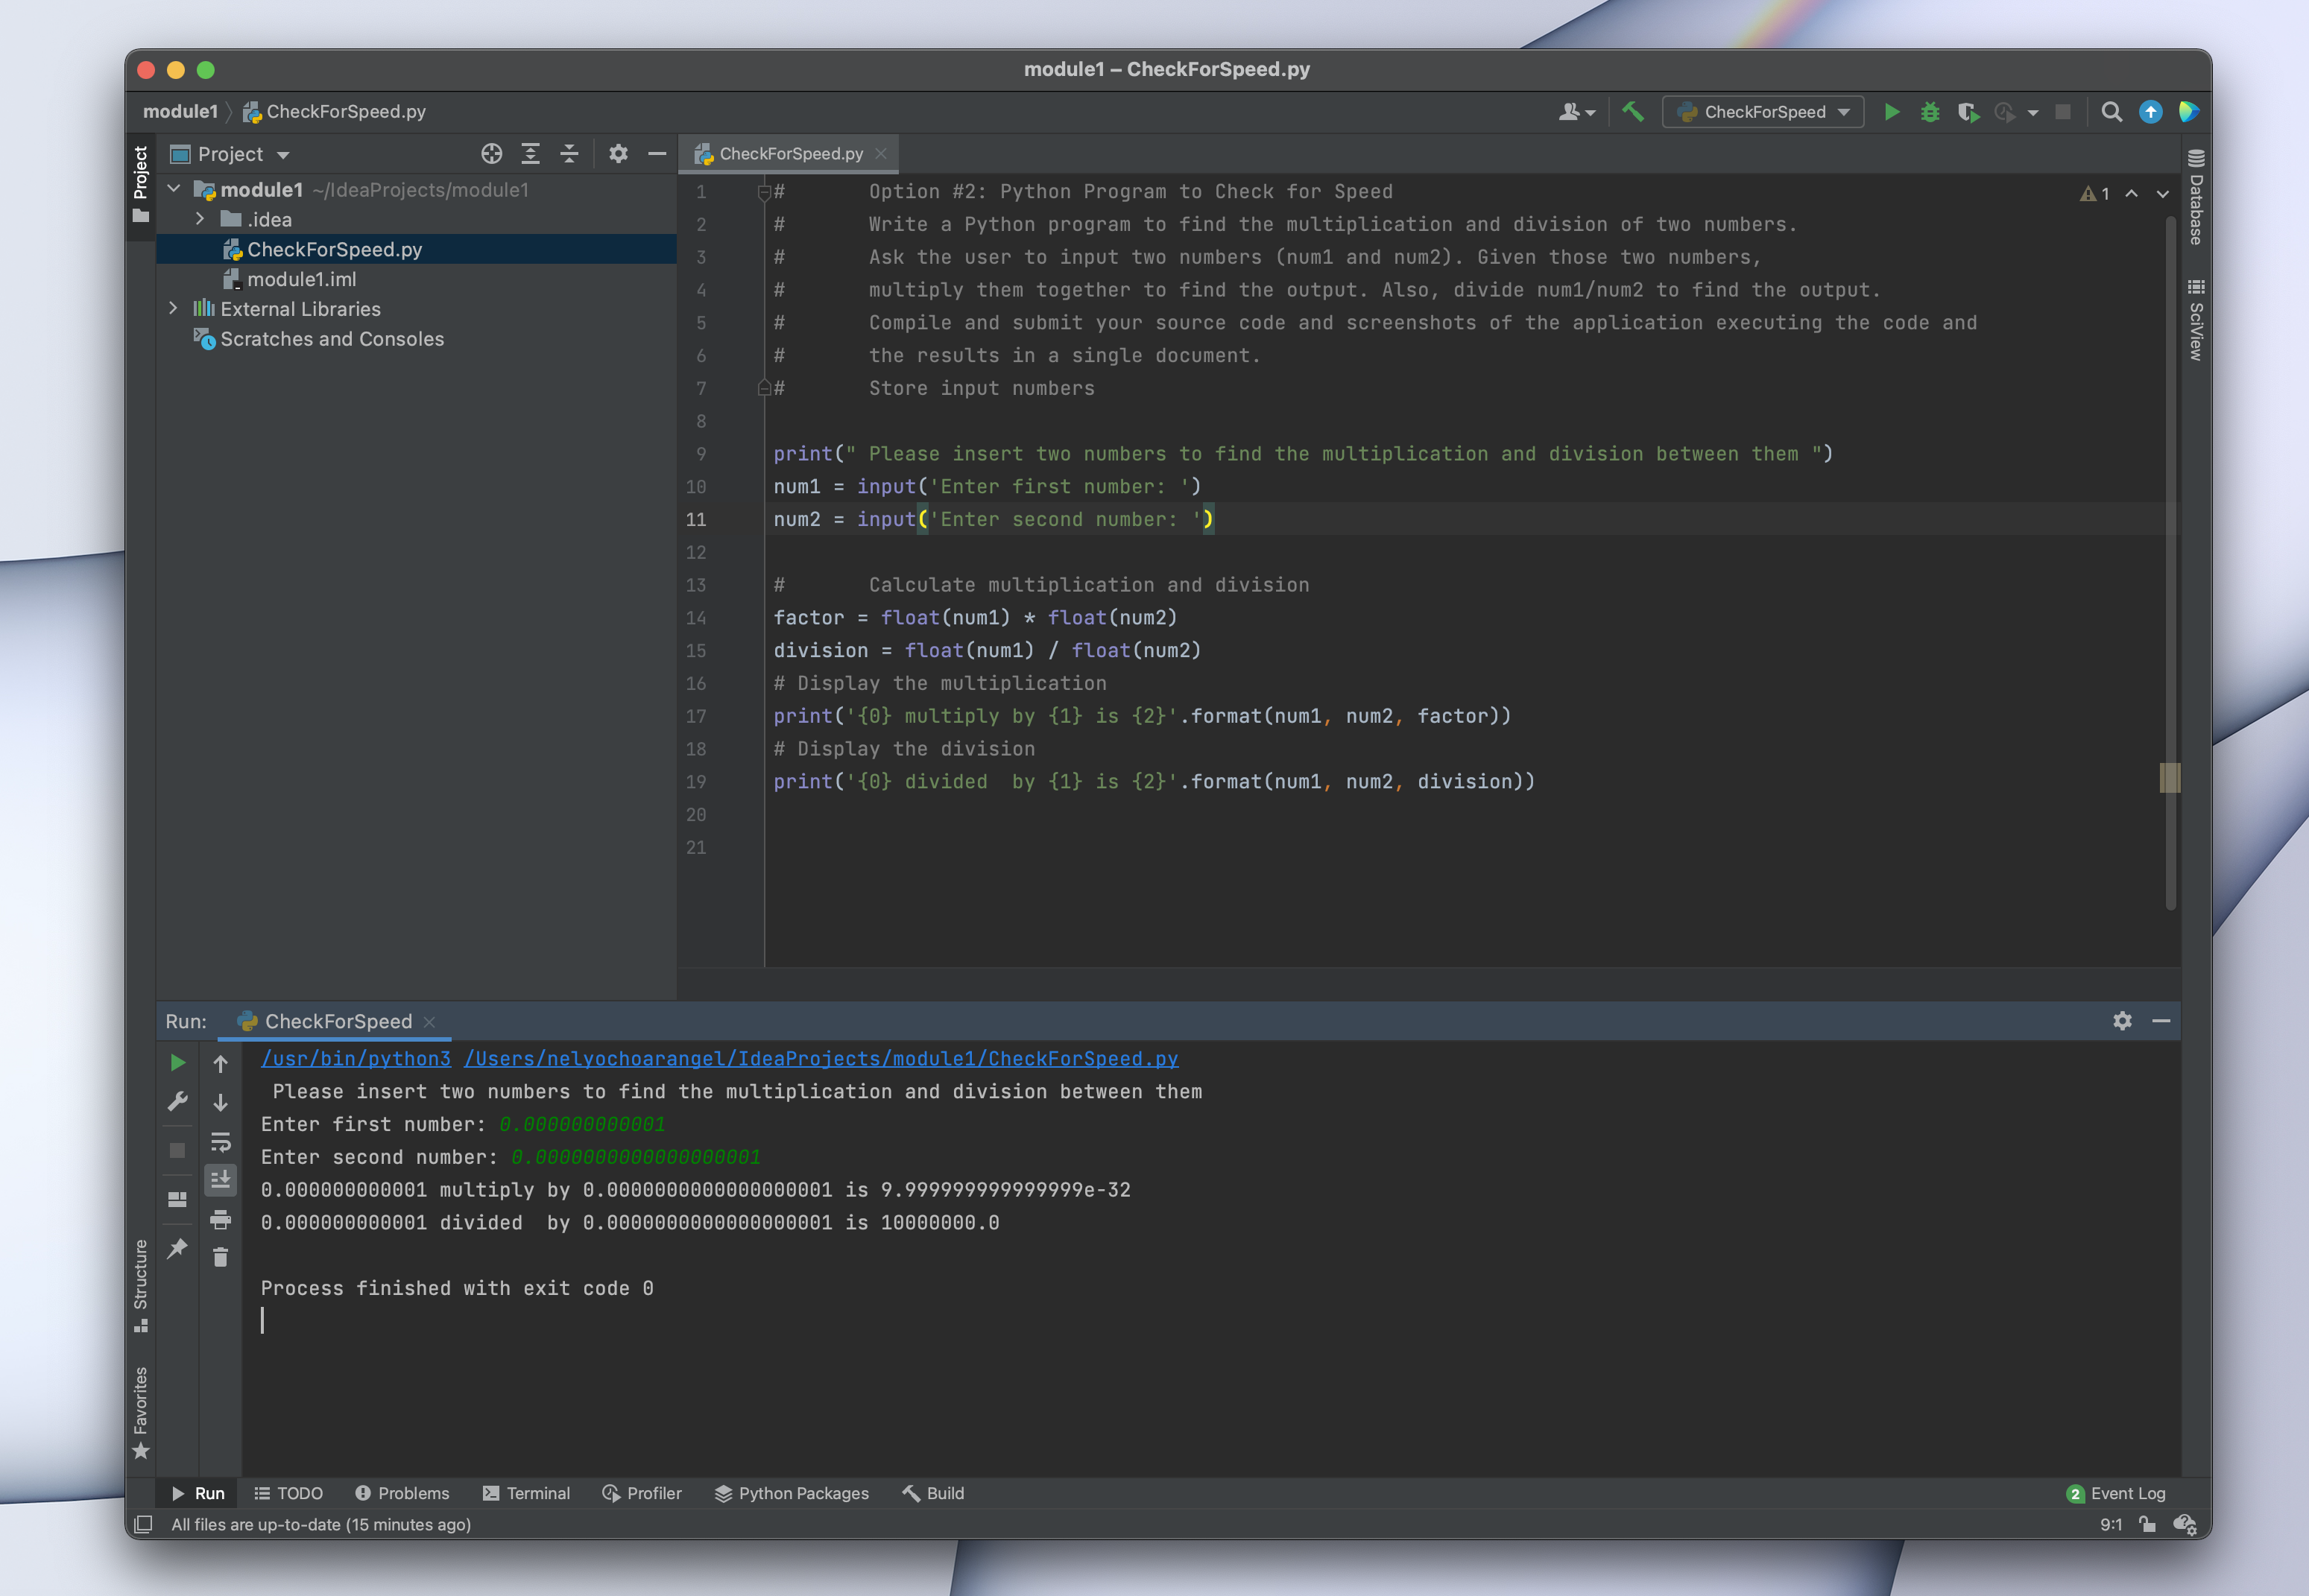 module1 – CheckForSpeed.py
module1 CheckForSpeed.py
CheckForSpeed
Project
Project
module1 ~/IdeaProjects/module1
.idea
CheckForSpeed.py
module1.iml
External Libraries
Scratches and Consoles
CheckForSpeed.py
1
Database
SciView
1 #       Option #2: Python Program to Check for Speed
2 #       Write a Python program to find the multiplication and division of two numbers.
3 #       Ask the user to input two numbers (num1 and num2). Given those two numbers,
4 #       multiply them together to find the output. Also, divide num1/num2 to find the output.
5 #       Compile and submit your source code and screenshots of the application executing the code and
6 #       the results in a single document.
7 #       Store input numbers
8
9 print(" Please insert two numbers to find the multiplication and division between them ")
10 num1 = input('Enter first number: ')
11 num2 = input('Enter second number: ')
12
13 #       Calculate multiplication and division
14 factor = float(num1) * float(num2)
15 division = float(num1) / float(num2)
16 # Display the multiplication
17 print('{0} multiply by {1} is {2}'.format(num1, num2, factor))
18 # Display the division
19 print('{0} divided  by {1} is {2}'.format(num1, num2, division))
20
21
Run: CheckForSpeed
/usr/bin/python3 /Users/nelyochoarangel/IdeaProjects/module1/CheckForSpeed.py
 Please insert two numbers to find the multiplication and division between them
Enter first number: 0.000000000001
Enter second number: 0.0000000000000000001
0.000000000001 multiply by 0.0000000000000000001 is 9.999999999999999e-32
0.000000000001 divided  by 0.0000000000000000001 is 10000000.0
Process finished with exit code 0
Structure
Favorites
Run TODO Problems Terminal Profiler Python Packages Build 2 Event Log
All files are up-to-date (15 minutes ago) 9:1